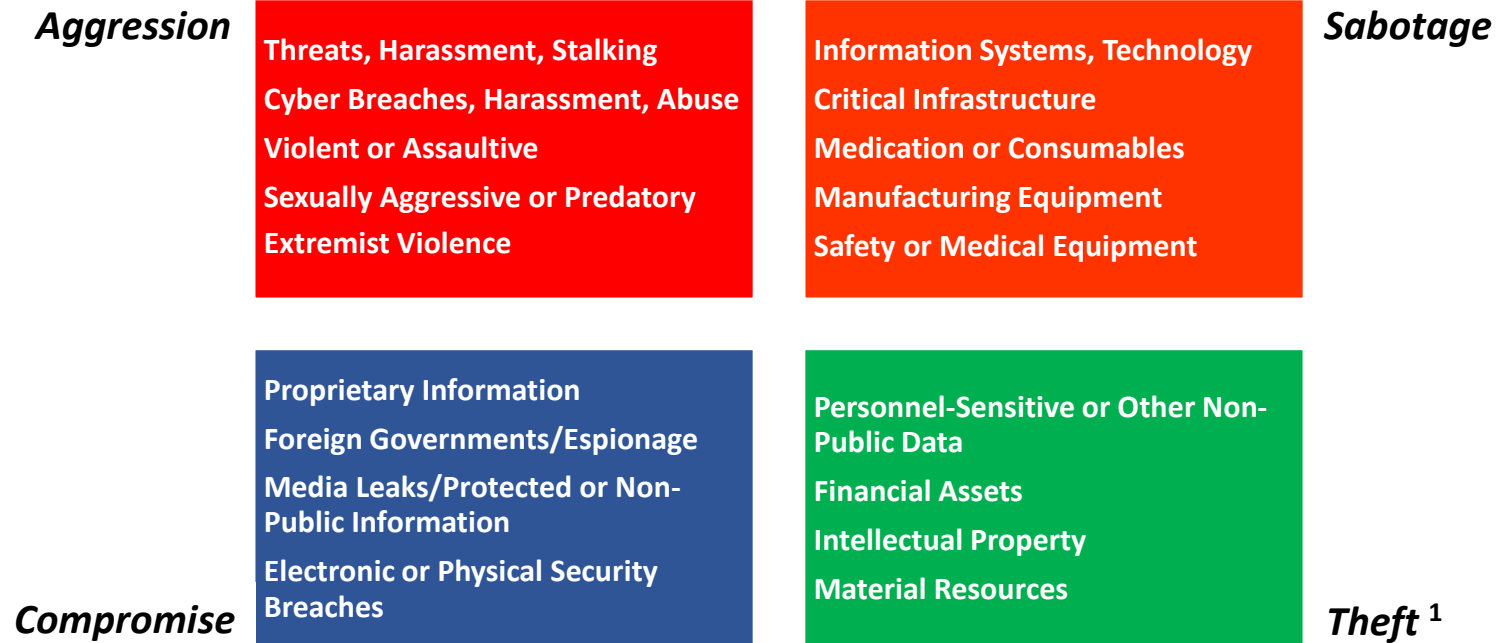 Aggression
Threats, Harassment, Stalking
Cyber Breaches, Harassment, Abuse
Violent or Assaultive
Sexually Aggressive or Predatory
Extremist Violence
Sabotage
Information Systems, Technology
Critical Infrastructure
Medication or Consumables
Manufacturing Equipment
Safety or Medical Equipment
Compromise
Proprietary Information
Foreign Governments/Espionage
Media Leaks/Protected or Non-
Public Information
Electronic or Physical Security
Breaches
Personnel-Sensitive or Other Non-
Public Data
Financial Assets
Intellectual Property
Material Resources
Theft 1